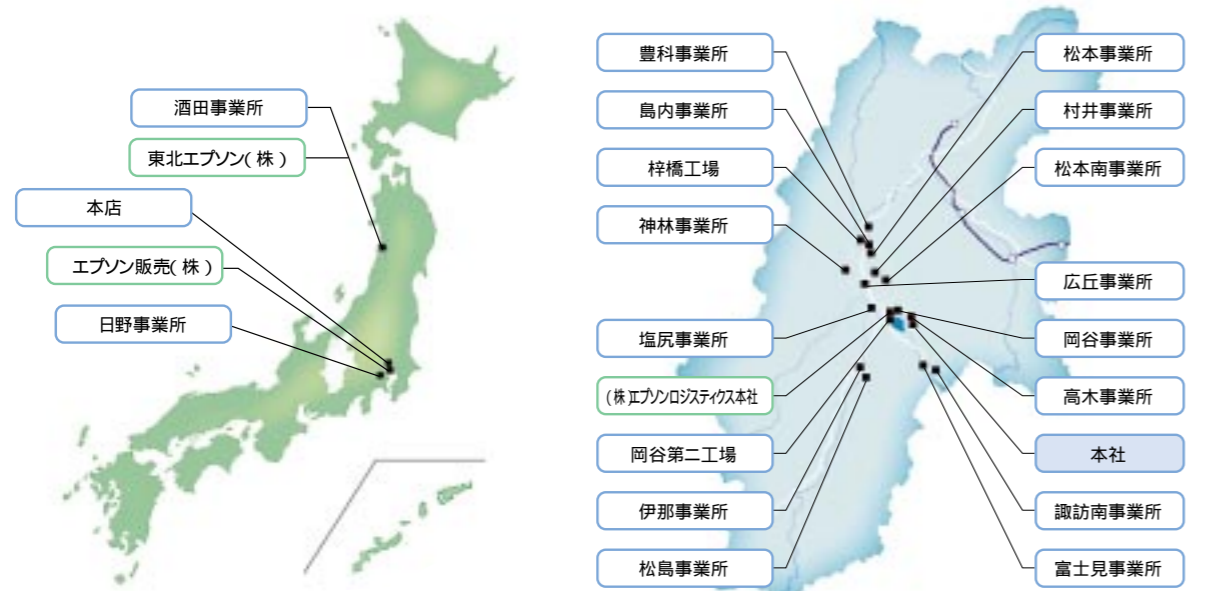 酒田事業所
東北エプソン(株)
本店
エプソン販売(株)
日野事業所
豊科事業所
島内事業所
梓橋工場
神林事業所
塩尻事業所
(株)エプソンロジスティクス本社
岡谷第二工場
伊那事業所
松島事業所
松本事業所
村井事業所
松本南事業所
広丘事業所
岡谷事業所
高木事業所
本社
諏訪南事業所
富士見事業所